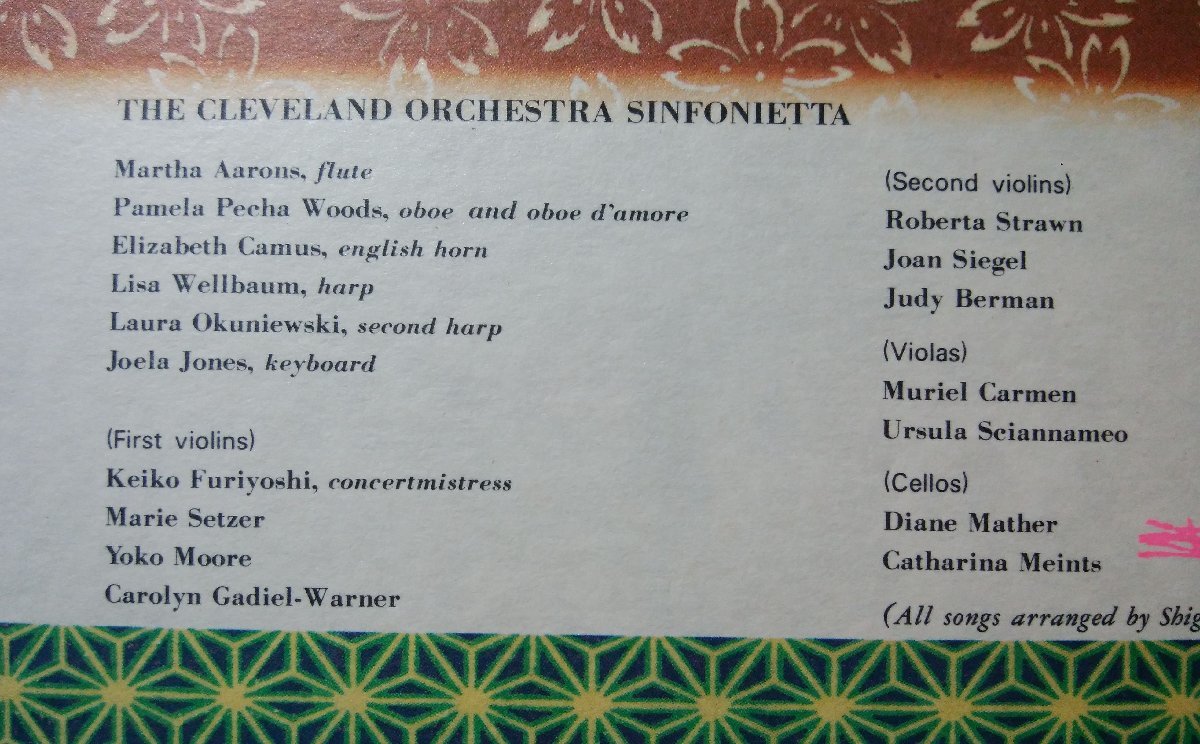 THE CLEVELAND ORCHESTRA SINFONIETTA
Martha Aarons, flute
Pamela Pecha Woods, oboe and oboe d'amore
Elizabeth Camus, english horn
Lisa Wellbaum, harp
Laura Okuniewski, second harp
Joela Jones, keyboard
(First violins)
Keiko Furiyoshi, concertmistress
Marie Setzer
Yoko Moore
Carolyn Gadiel-Warner
(Second violins)
Roberta Strawn
Joan Siegel
Judy Berman
(Violas)
Muriel Carmen
Ursula Sciannameo
(Cellos)
Diane Mather
Catharina Meints
(All songs arranged by